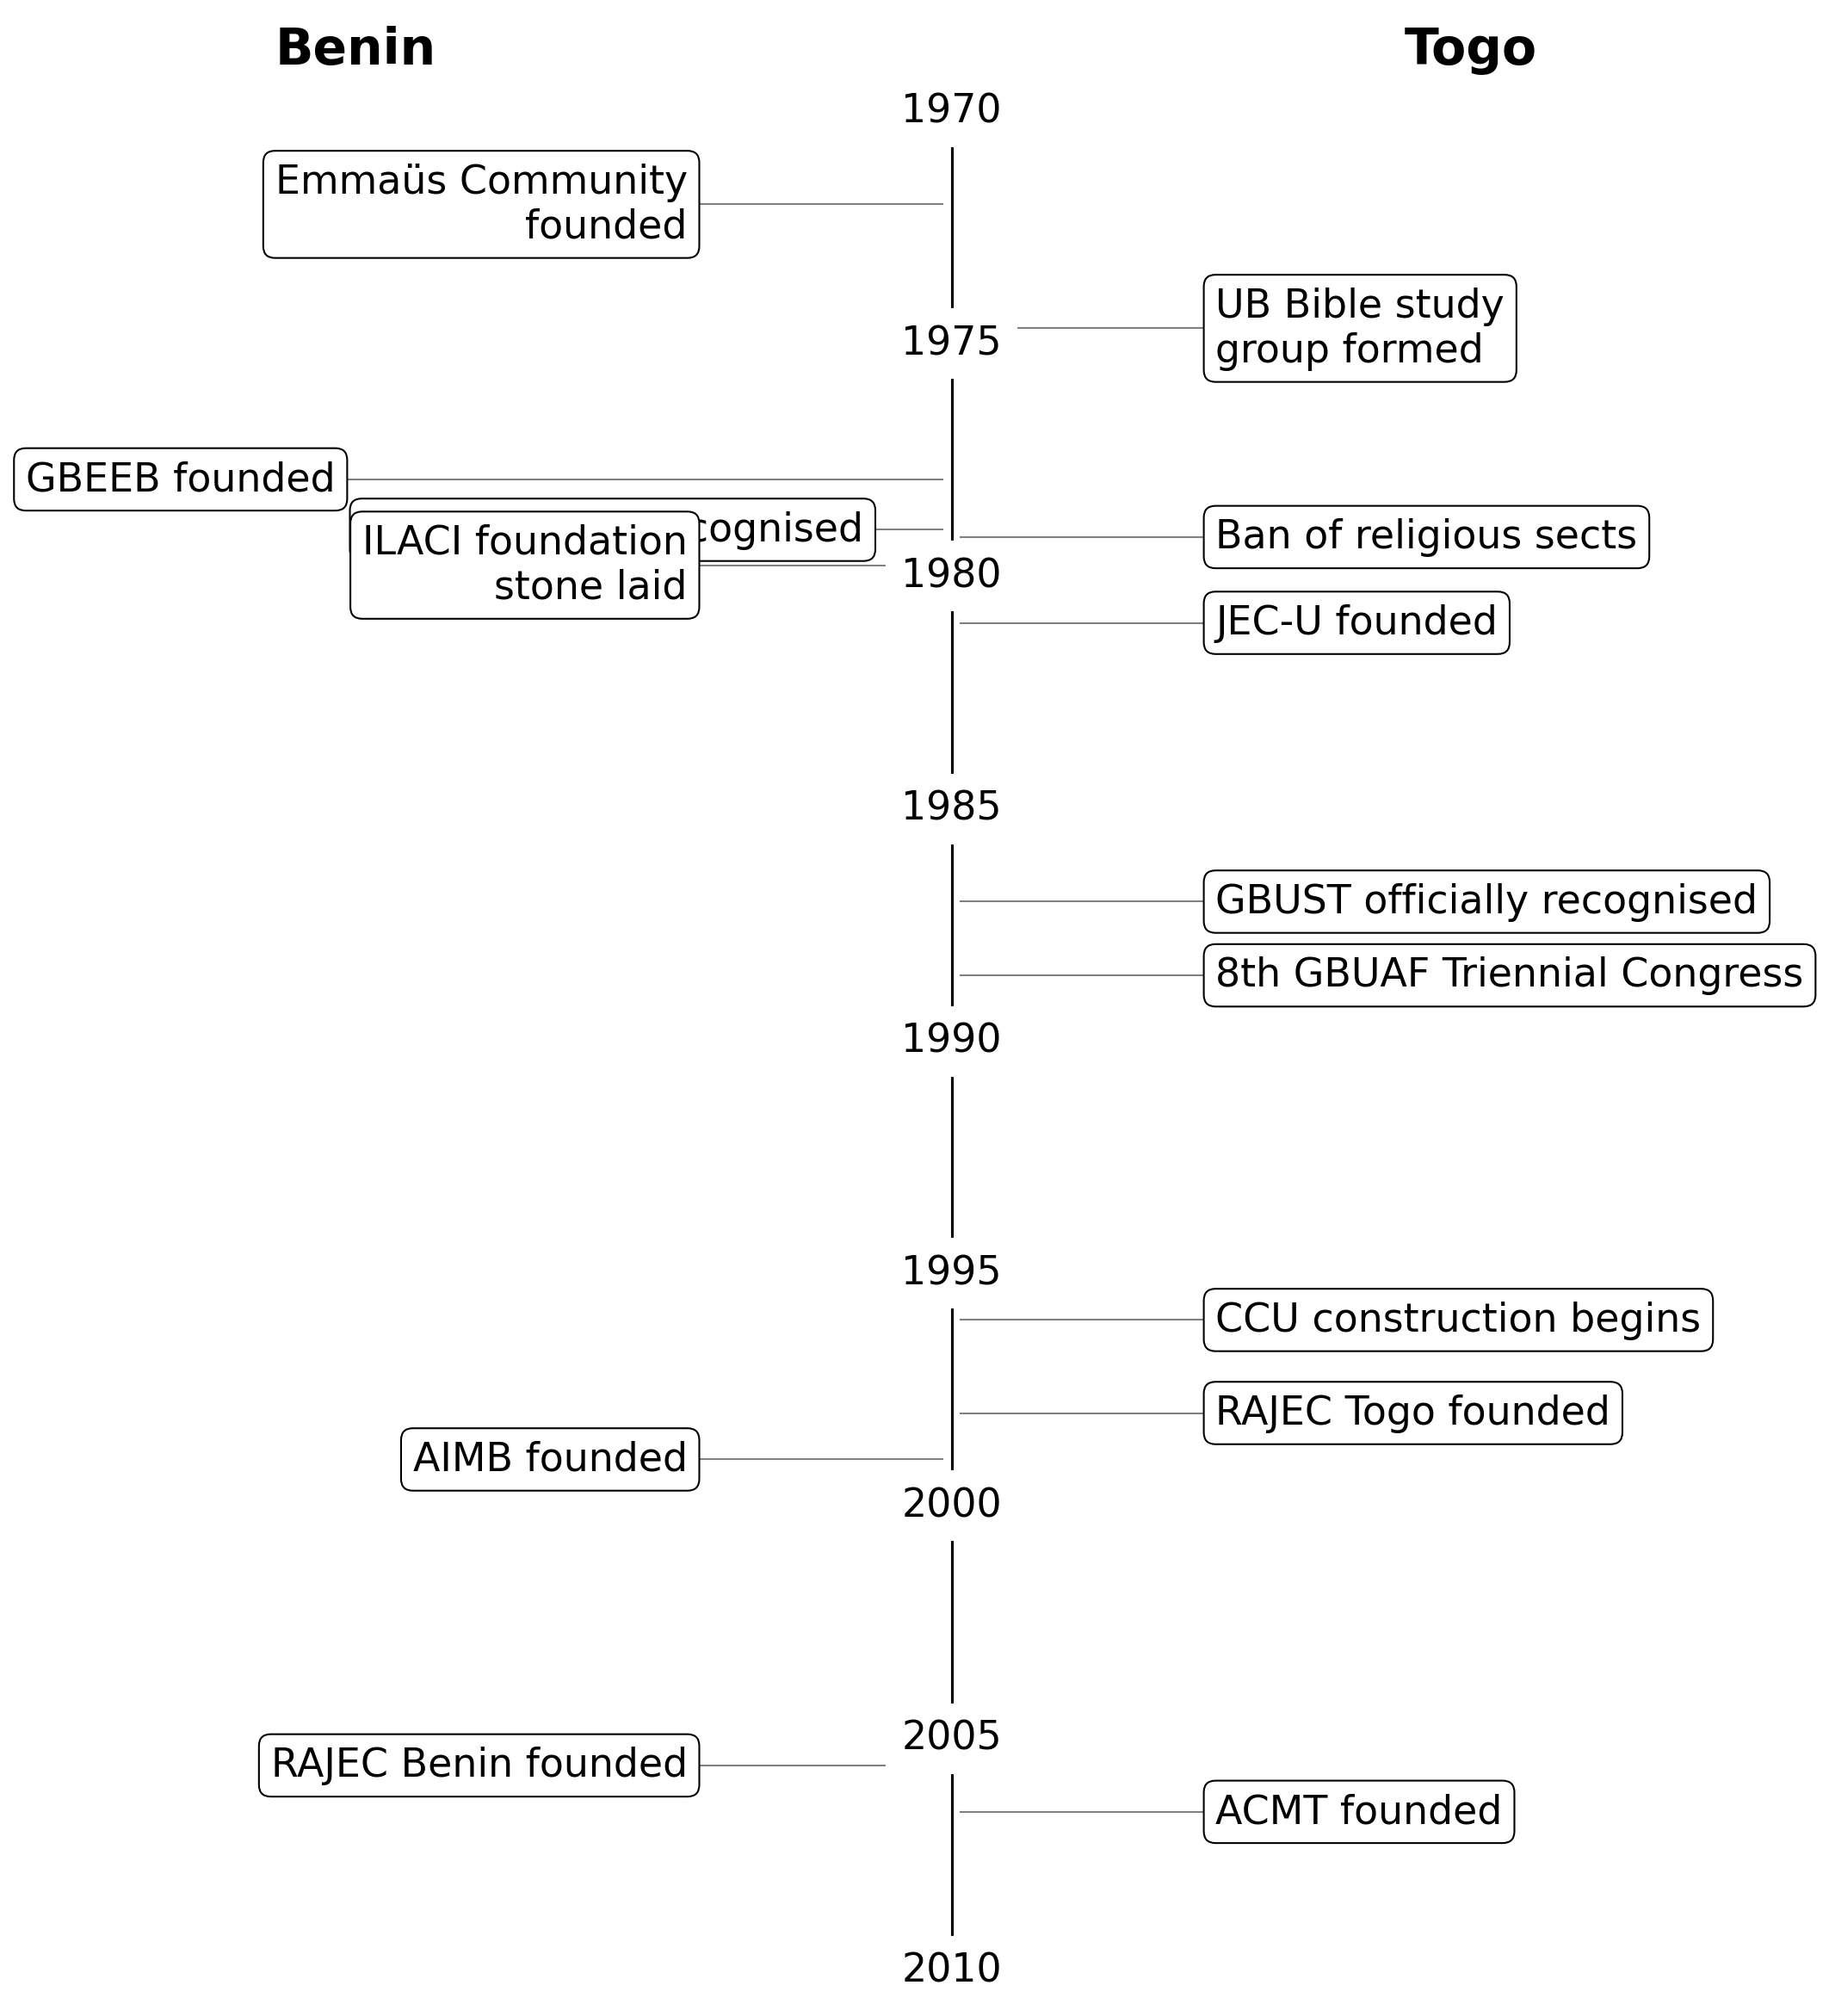 Benin
Togo
1970
Emmaüs Community
founded
UB Bible study
group formed
1975
GBEEB founded
cognised
Ban of religious sects
ILACI foundation
stone laid
1980
JEC-U founded
1985
GBUST officially recognised
8th GBUAF Triennial Congress
1990
1995
CCU construction begins
RAJEC Togo founded
AIMB founded
2000
2005
RAJEC Benin founded
ACMT founded
2010